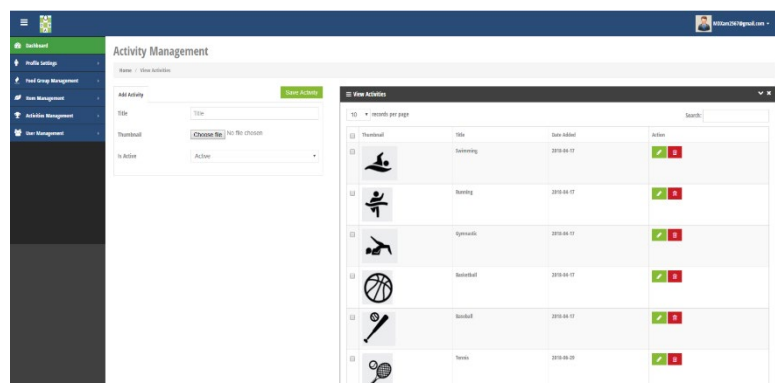 Dashboard
Profile Settings
Food Group Management
Item Management
Activities Management
User Management
Activity Management
Home / View Activities
Add Activity
Save Activity
Title
Title
Thumbnail
Choose file No file chosen
Is Active
Active
View Activities
10 records per page
Search:
Thumbnail Title Date Added Action
Swimming 2018-04-17
Running 2018-04-17
Gymnastic 2018-04-17
Basketball 2018-04-17
Baseball 2018-04-17
Tennis